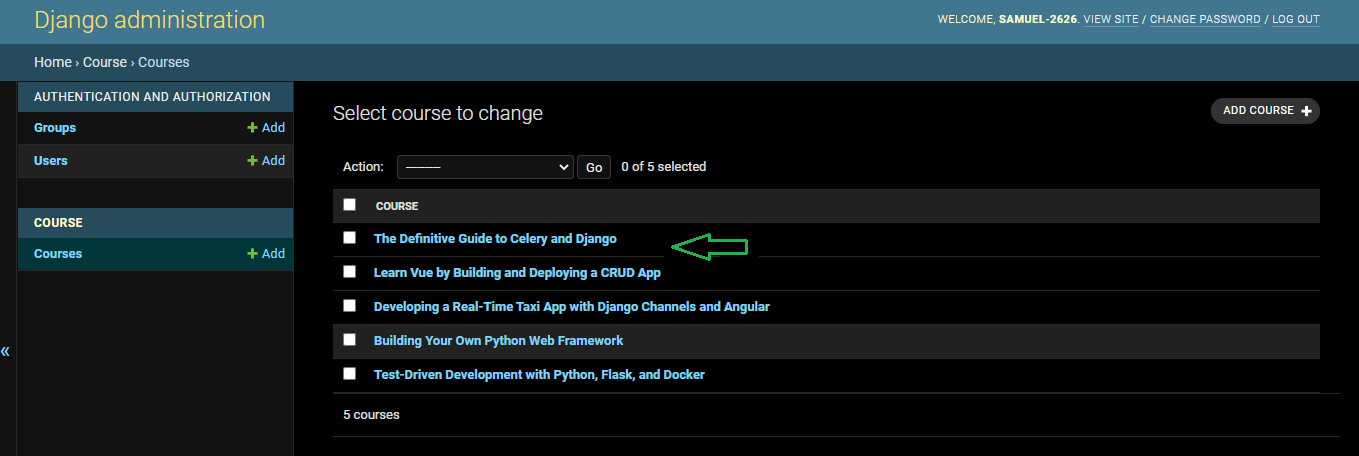 Django administration
WELCOME, SAMUEL-2626. VIEW SITE / CHANGE PASSWORD / LOG OUT
Home › Course › Courses
AUTHENTICATION AND AUTHORIZATION
Groups + Add
Users + Add
COURSE
Courses + Add
«
Select course to change
ADD COURSE +
Action: --------- Go 0 of 5 selected
COURSE
The Definitive Guide to Celery and Django
Learn Vue by Building and Deploying a CRUD App
Developing a Real-Time Taxi App with Django Channels and Angular
Building Your Own Python Web Framework
Test-Driven Development with Python, Flask, and Docker
5 courses